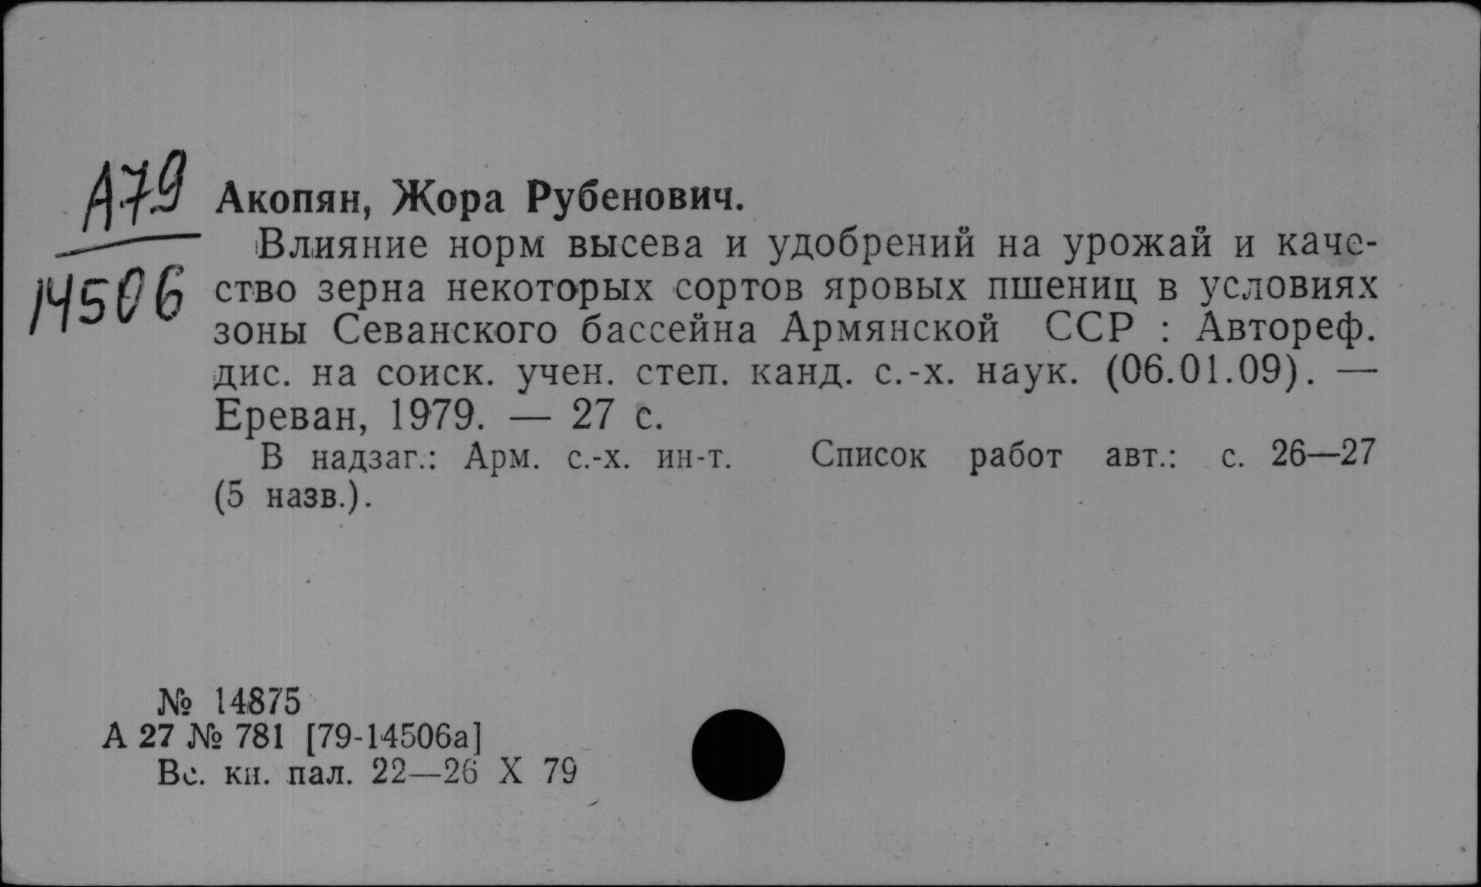 А79
14506
Акопян, Жора Рубенович.
Влияние норм высева и удобрений на урожай и каче-
ство зерна некоторых сортов яровых пшениц в условиях
зоны Севанского бассейна Армянской ССР : Автореф.
дис. на соиск. учен. степ. канд. с.-х. наук. (06.01.09). —
Ереван, 1979. — 27 с.
В надзаг.: Арм. с.-х. ин-т. Список работ авт.: с. 26—27
(5 назв.).
№ 14875
А 27 № 781 [79-14506а]
Вс. кн. пал. 22—26 X 79